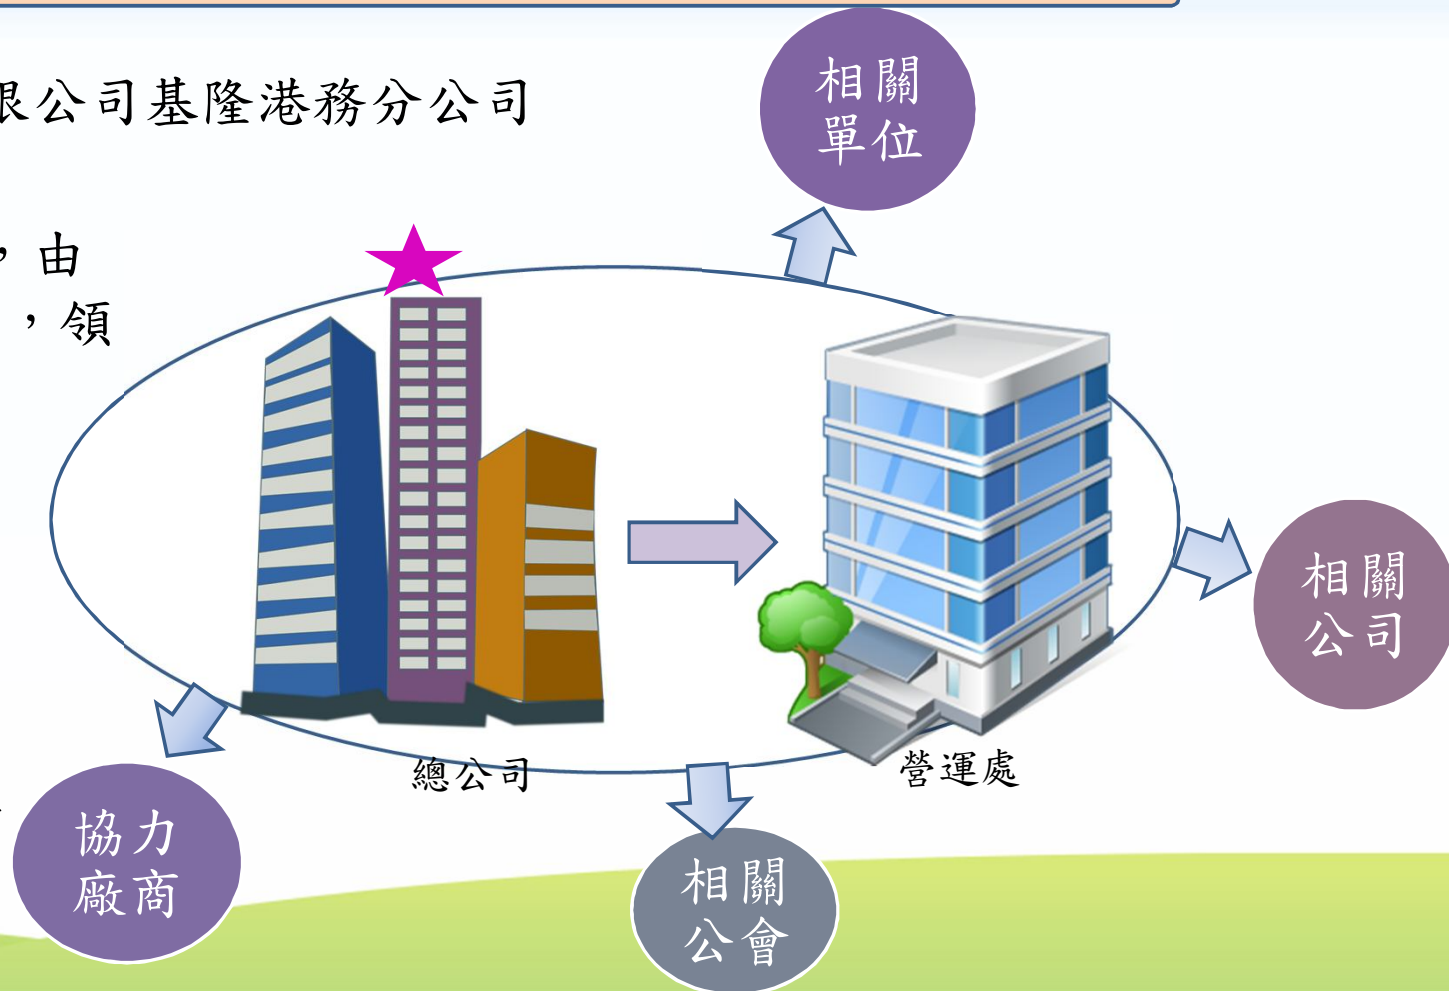 限公司基隆港務分公司
相關
單位
，由
，領
相關
公司
總公司
營運處
協力
廠商
相關
公會